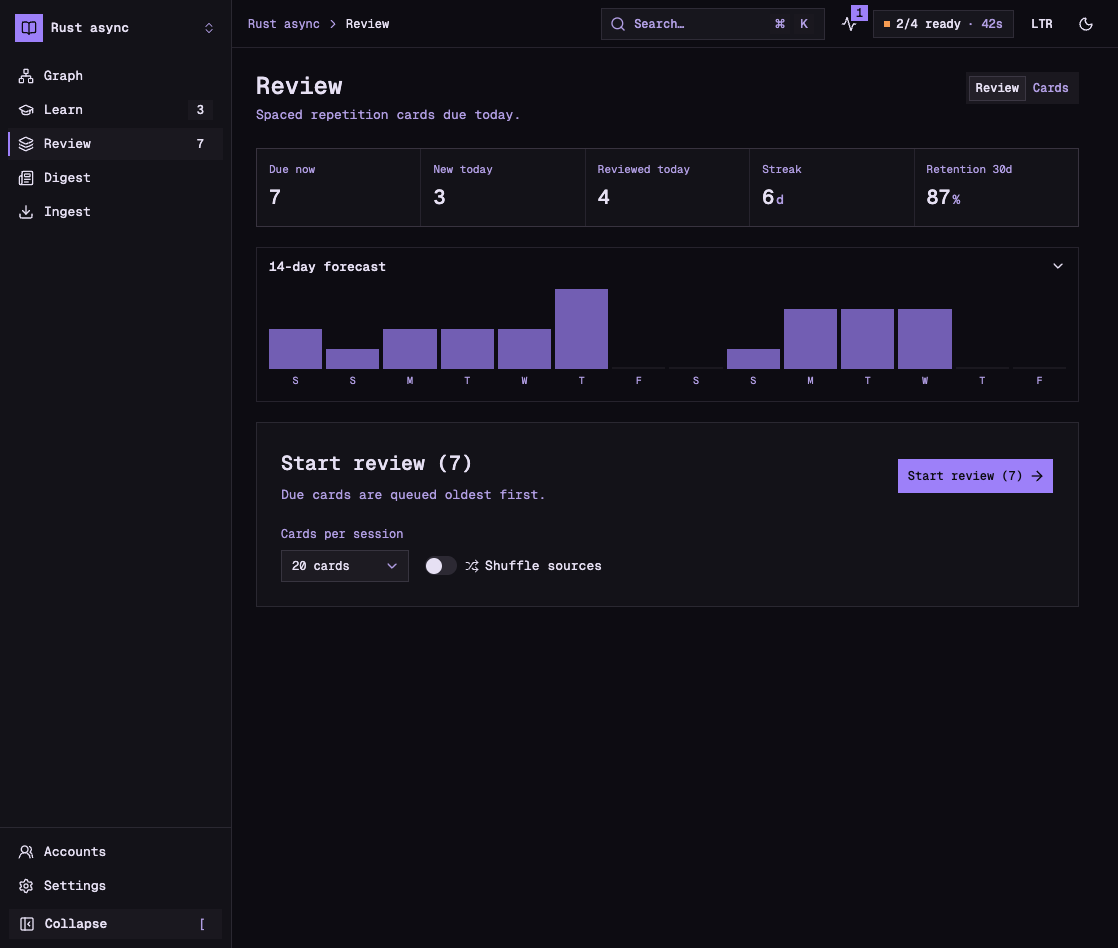 Rust async
Graph
Learn 3
Review 7
Digest
Ingest
Accounts
Settings
Collapse [
Rust async > Review
Search… ⌘ K
1
2/4 ready · 42s
LTR
Review
Spaced repetition cards due today.
Review Cards
Due now
7
New today
3
Reviewed today
4
Streak
6d
Retention 30d
87%
14-day forecast
S S M T W T F S S M T W T F
Start review (7)
Due cards are queued oldest first.
Start review (7) →
Cards per session
20 cards
Shuffle sources